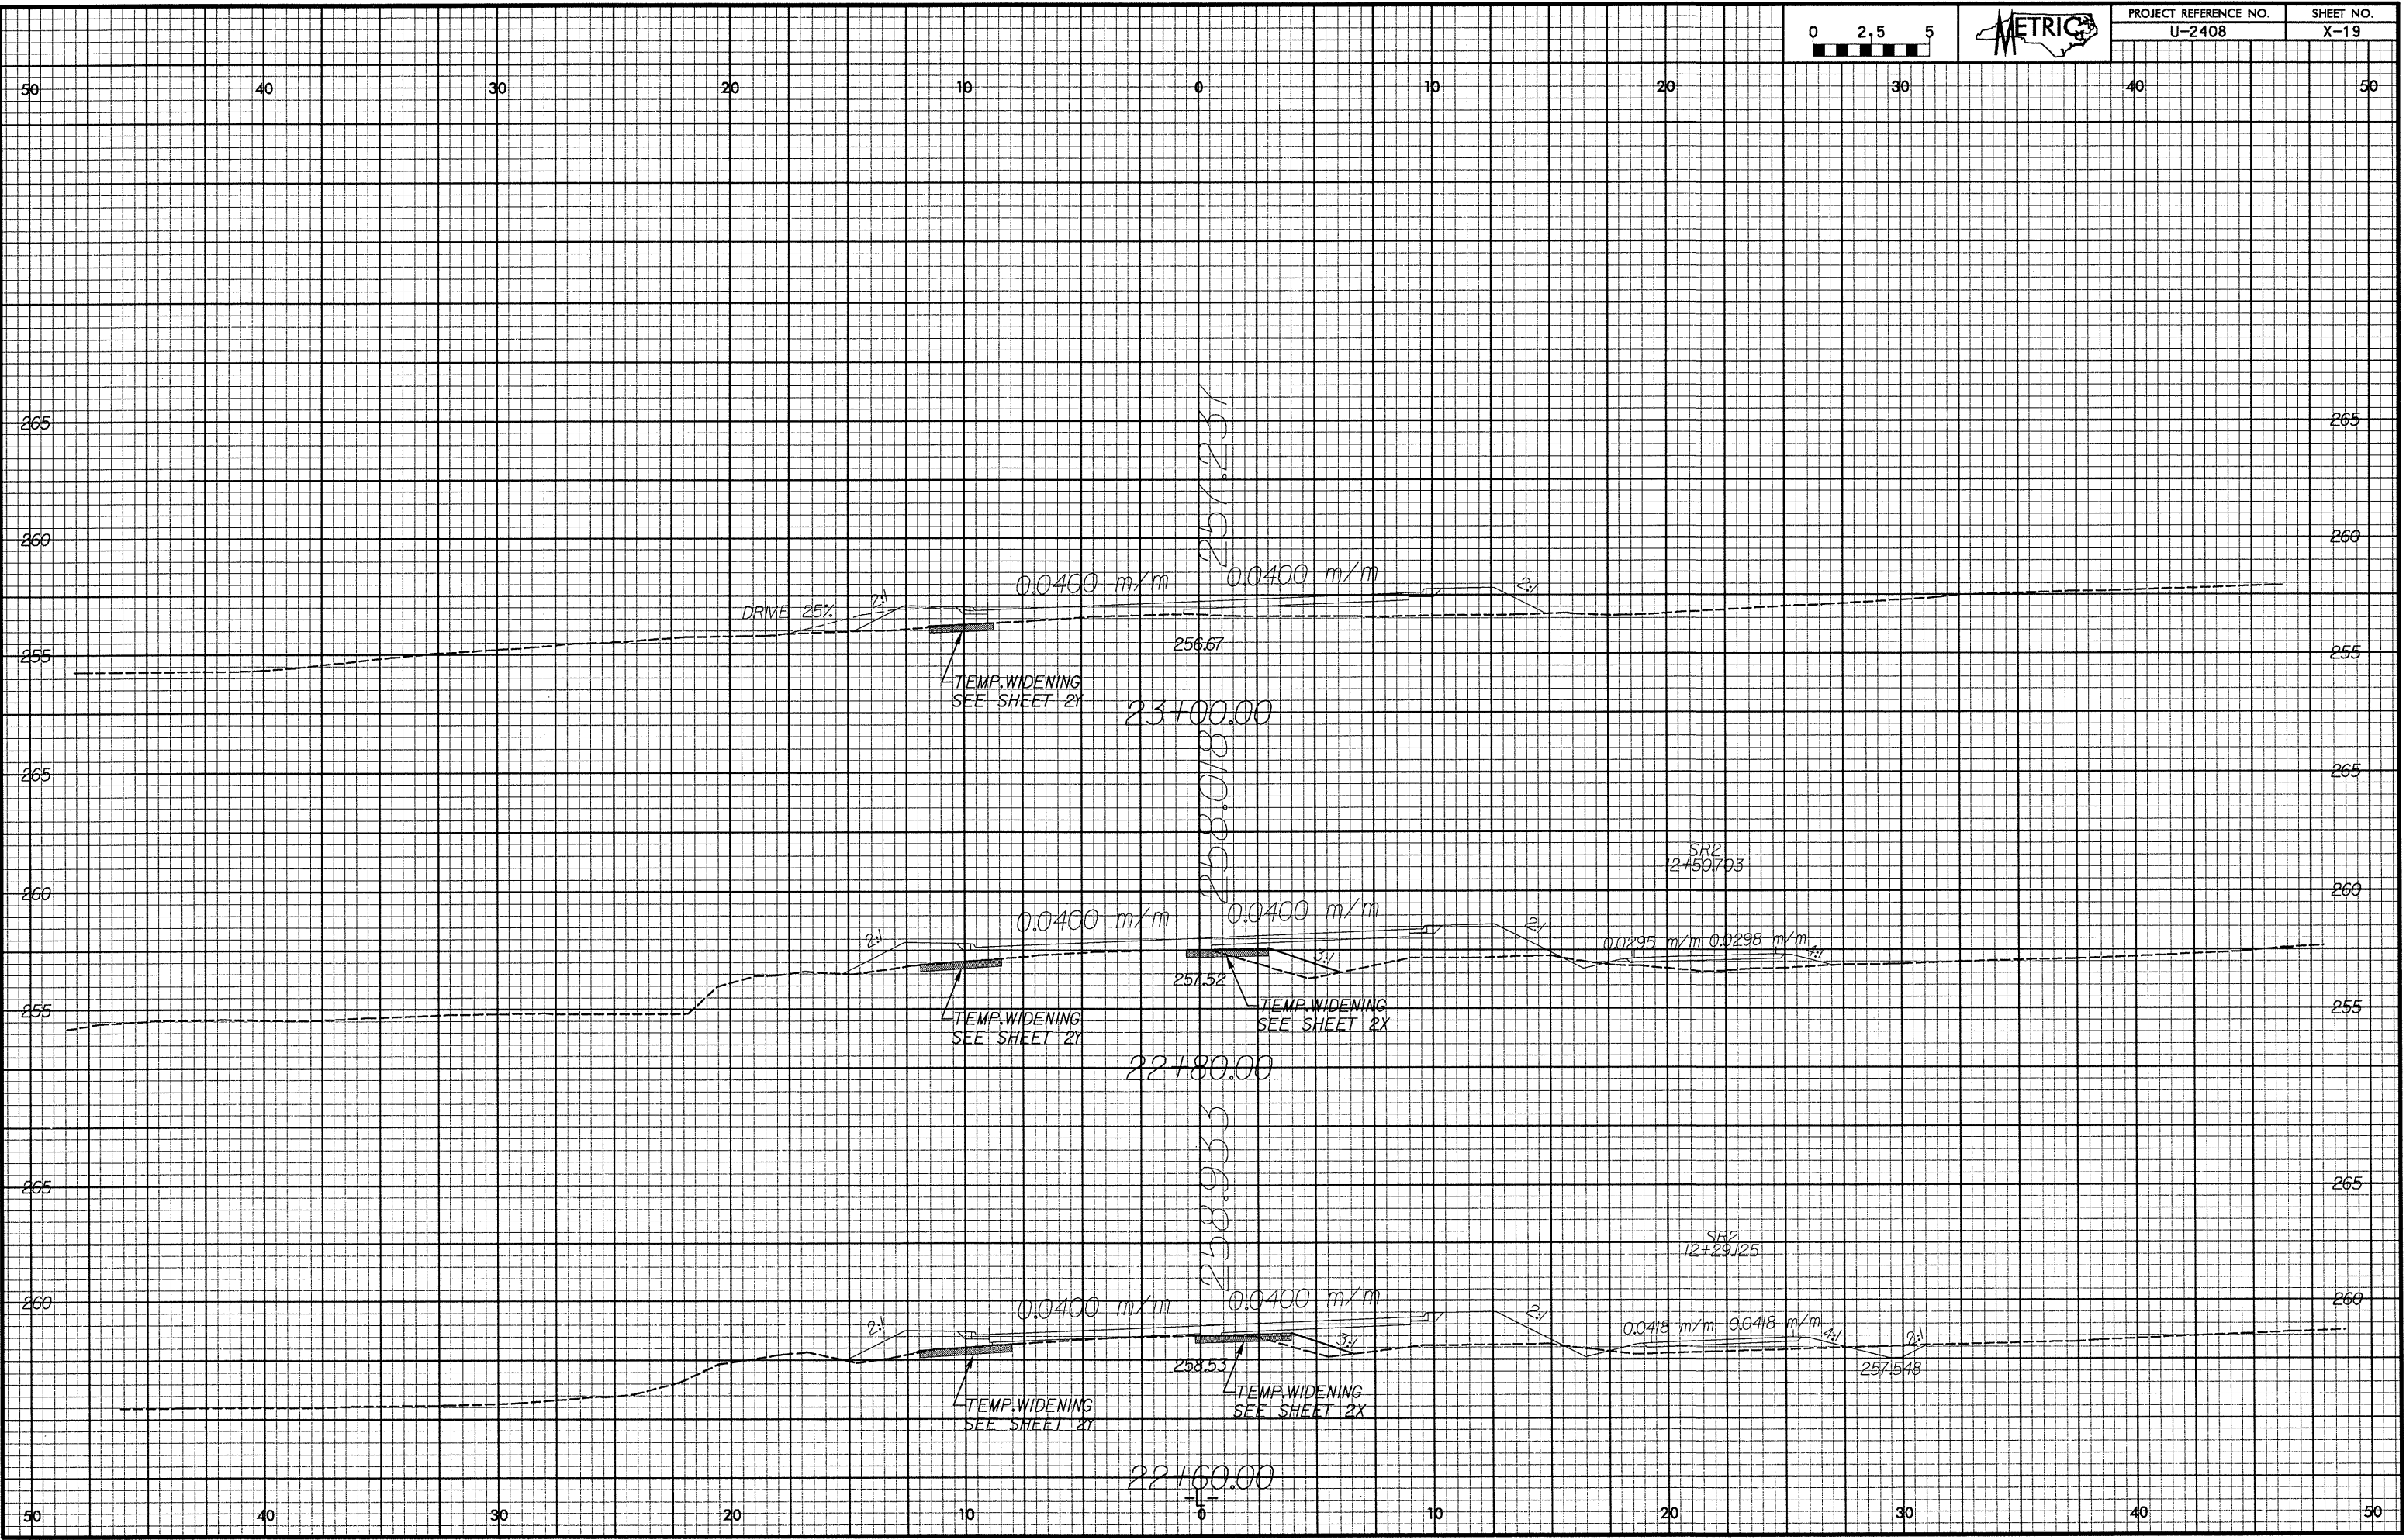 0 2.5 5
METRIC
PROJECT REFERENCE NO.
SHEET NO.
U-2408
X-19
50 40 30 20 10 0 10 20 30 40 50
257.237
265 265
260 260
0.0400 m/m 0.0400 m/m
DRIVE 25%
2:1
2:1
256.67
255 255
TEMP.WIDENING
SEE SHEET 2Y
23+00.00
258.018
265 265
SR2
12+50.703
260 260
0.0400 m/m 0.0400 m/m
2:1
2:1
0.0295 m/m 0.0298 m/m
4:1
3:1
257.52
255 255
TEMP.WIDENING
SEE SHEET 2Y
TEMP.WIDENING
SEE SHEET 2X
22+80.00
258.953
265 265
SR2
12+29.125
260 260
0.0400 m/m 0.0400 m/m
2:1
2:1
0.0418 m/m 0.0418 m/m
4:1
2:1
3:1
258.53
257.548
TEMP.WIDENING
SEE SHEET 2Y
TEMP.WIDENING
SEE SHEET 2X
22+60.00
-L-
50 40 30 20 10 0 10 20 30 40 50